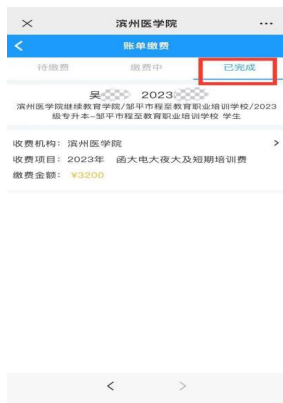 滨州医学院
账单缴费
待缴费 缴费中 已完成
吴 2023
滨州医学院继续教育学院/邹平市程至教育职业培训学校/2023
级专升本-邹平市程至教育职业培训学校 学生
收费机构: 滨州医学院
收费项目: 2023年 函大电大夜大及短期培训费
缴费金额: ¥3200